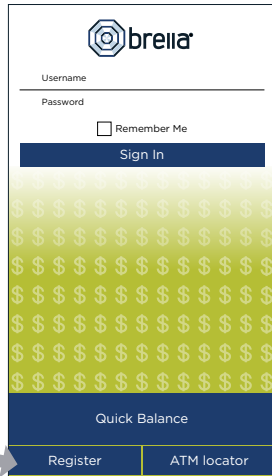 brella
Username
Password
Remember Me
Sign In
$ $ $ $ $ $ $ $ $ $ $ $ $
$ $ $ $ $ $ $ $ $ $ $ $ $
$ $ $ $ $ $ $ $ $ $ $ $ $
$ $ $ $ $ $ $ $ $ $ $ $ $
$ $ $ $ $ $ $ $ $ $ $ $ $
$ $ $ $ $ $ $ $ $ $ $ $ $
$ $ $ $ $ $ $ $ $ $ $ $ $
$ $ $ $ $ $ $ $ $ $ $ $ $
Quick Balance
Register ATM locator